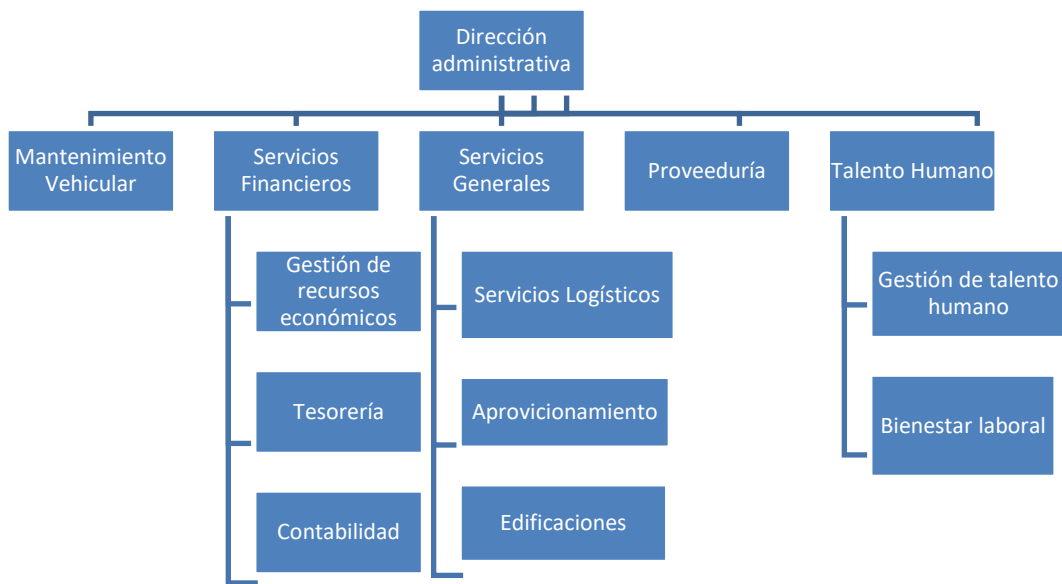 Dirección
administrativa
Mantenimiento
Vehicular
Servicios
Financieros
Servicios
Generales
Proveeduría
Talento Humano
Gestión de
recursos
económicos
Tesorería
Contabilidad
Servicios Logísticos
Aprovicionamiento
Edificaciones
Gestión de talento
humano
Bienestar laboral